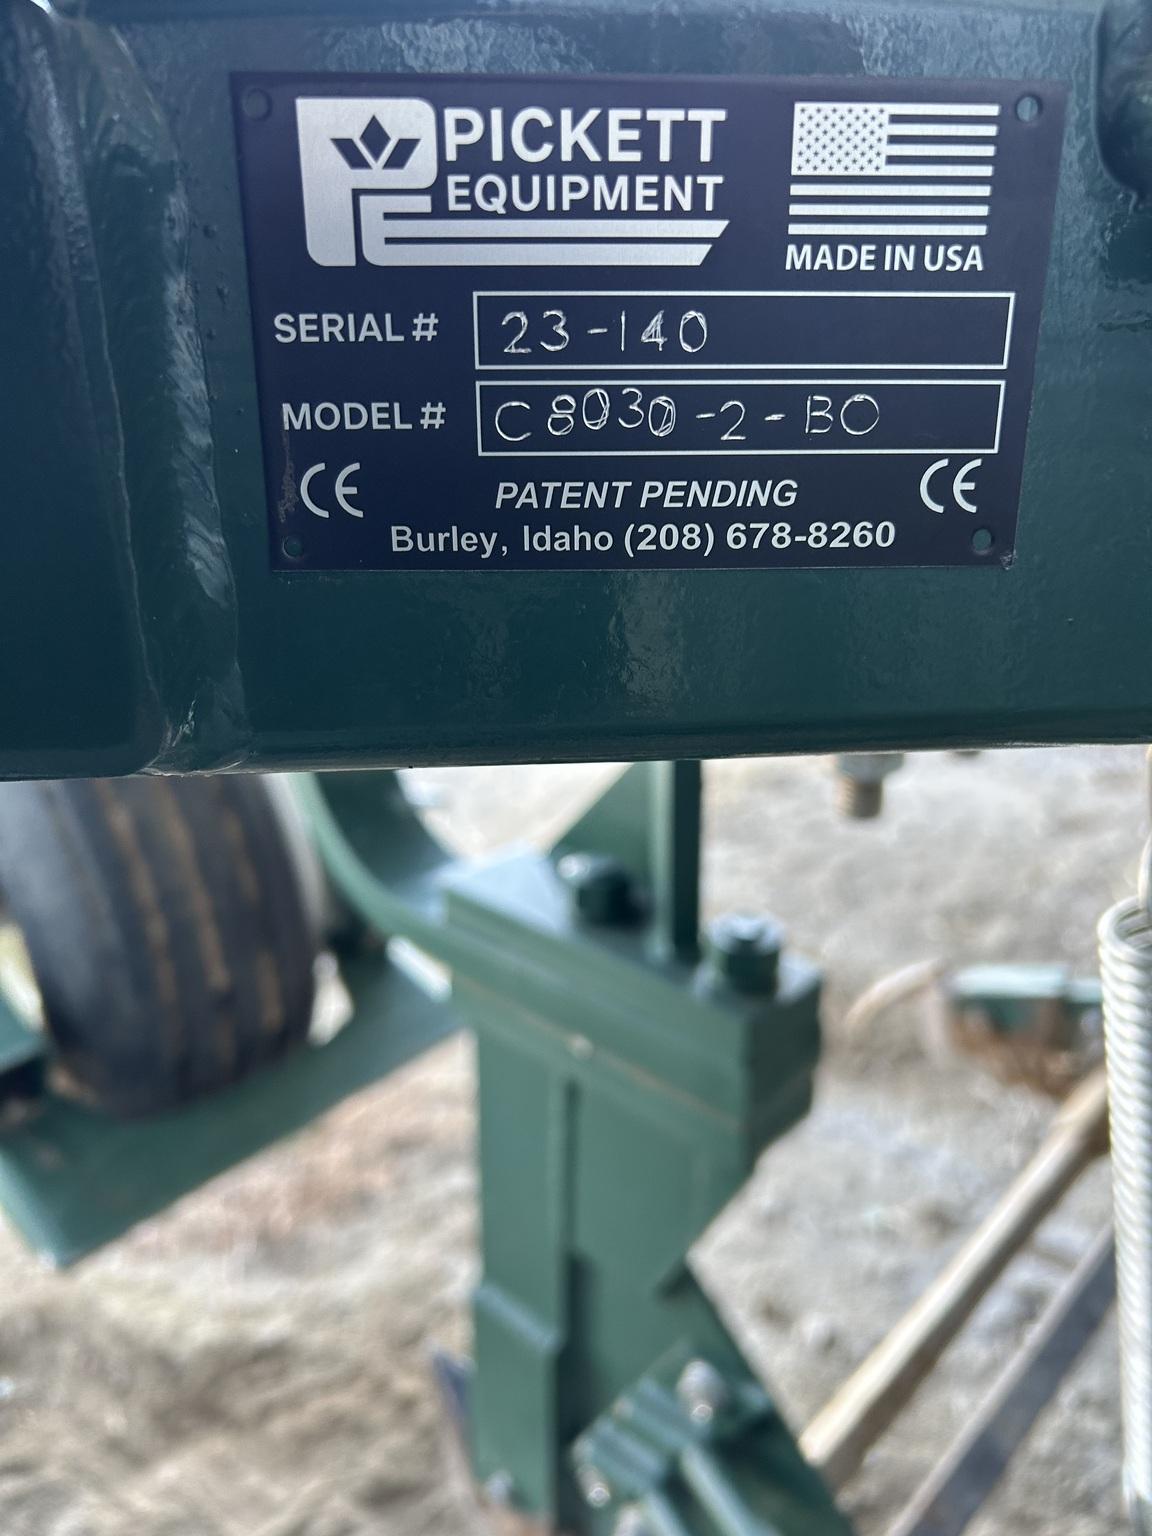 PICKETT
EQUIPMENT
MADE IN USA
SERIAL # 23-140
MODEL # C8030-2-BO
CE CE
PATENT PENDING
Burley, Idaho (208) 678-8260